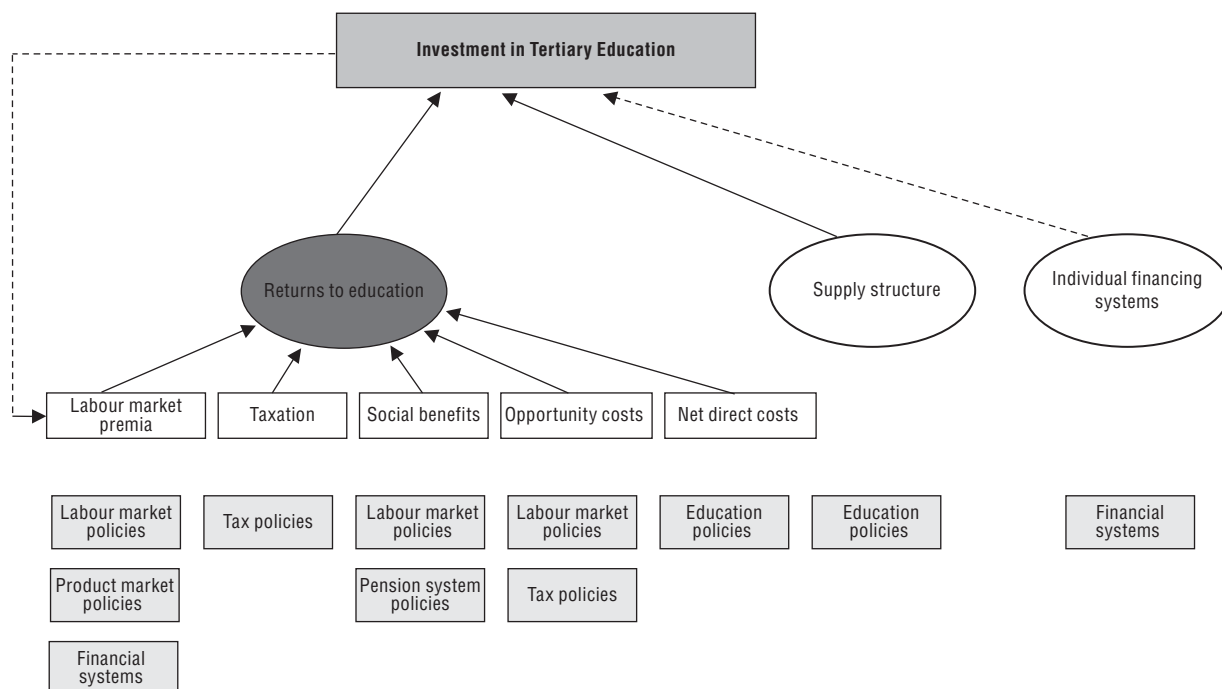 Investment in Tertiary Education
Returns to education
Supply structure
Individual financing
systems
Labour market
premia
Taxation
Social benefits
Opportunity costs
Net direct costs
Labour market
policies
Tax policies
Labour market
policies
Labour market
policies
Education
policies
Education
policies
Financial
systems
Product market
policies
Pension system
policies
Tax policies
Financial
systems